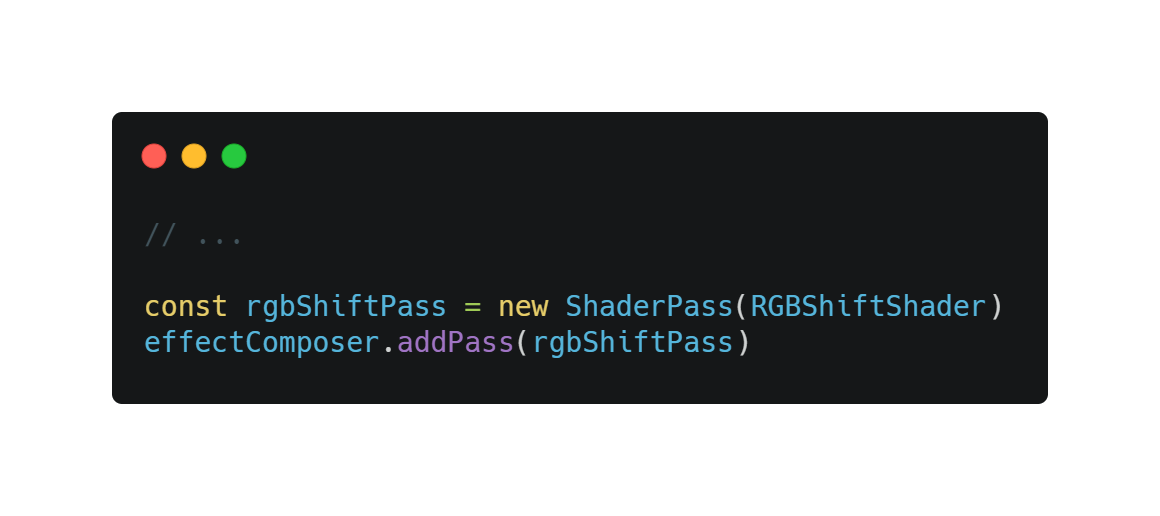 // ...
const rgbShiftPass = new ShaderPass(RGBShiftShader)
effectComposer.addPass(rgbShiftPass)